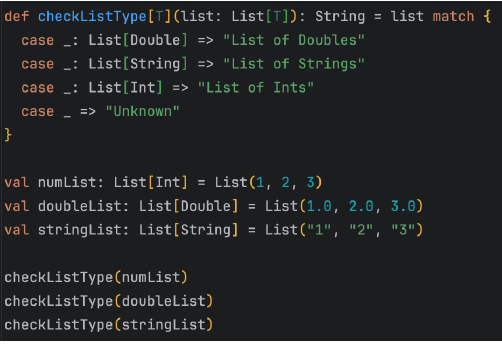 def checkListType[T](list: List[T]): String = list match {
  case _: List[Double] => "List of Doubles"
  case _: List[String] => "List of Strings"
  case _: List[Int] => "List of Ints"
  case _ => "Unknown"
}

val numList: List[Int] = List(1, 2, 3)
val doubleList: List[Double] = List(1.0, 2.0, 3.0)
val stringList: List[String] = List("1", "2", "3")

checkListType(numList)
checkListType(doubleList)
checkListType(stringList)